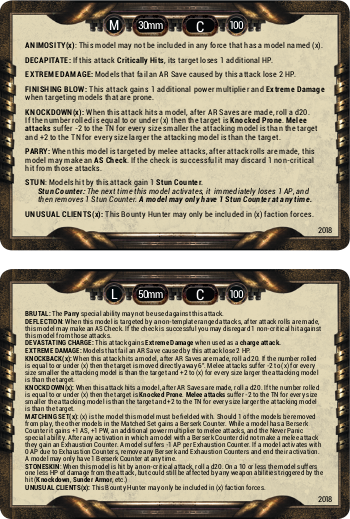 M 30mm C 100
ANIMOSITY(x): This model may not be included in any force that has a model named (x).
DECAPITATE: If this attack Critically Hits, its target loses 1 additional HP.
EXTREME DAMAGE: Models that fail an AR Save caused by this attack lose 2 HP.
FINISHING BLOW: This attack gains 1 additional power multiplier and Extreme Damage
when targeting models that are prone.
KNOCKDOWN(x): When this attack hits a model, after AR Saves are made, roll a d20.
If the number rolled is equal to or under (x) then the target is Knocked Prone. Melee
attacks suffer -2 to the TN for every size smaller the attacking model is than the target
and +2 to the TN for every size larger the attacking model is than the target.
PARRY: When this model is targeted by melee attacks, after attack rolls are made, this
model may make an AS Check. If the check is successful it may discard 1 non-critical
hit from those attacks.
STUN: Models hit by this attack gain 1 Stun Counter.
Stun Counter: The next time this model activates, it immediately loses 1 AP, and
then removes 1 Stun Counter. A model may only have 1 Stun Counter at any time.
UNUSUAL CLIENTS(x): This Bounty Hunter may only be included in (x) faction forces.
2018
L 50mm C 100
BRUTAL: The Parry special ability may not be used against this attack.
DEFLECTION: When this model is targeted by any non-template ranged attacks, after attack rolls are made,
this model may make an AS Check. If the check is successful you may disregard 1 non-critical hit against
this model from those attacks.
DEVASTATING CHARGE: This attack gains Extreme Damage when used as a charge attack.
EXTREME DAMAGE: Models that fail an AR Save caused by this attack lose 2 HP.
KNOCKBACK(x): When this attack hits a model, after AR Saves are made, roll a d20. If the number rolled
is equal to or under (x) the target is moved directly away 6". Melee attacks suffer -2 to (x) for every
size smaller the attacking model is than the target and +2 to (x) for every size larger the attacking model
is than the target.
KNOCKDOWN(x): When this attack hits a model, after AR Saves are made, roll a d20. If the number rolled
is equal to or under (x) then the target is Knocked Prone. Melee attacks suffer -2 to the TN for every
size smaller the attacking model is than the target and +2 to the TN for every size larger the attacking
model is than the target.
MATCHING SET(x): (x) is the model this model must be fielded with. Should 1 of the models be removed
from play, the other models in the Matched Set gains a Berserk Counter. While a model has a Berserk
Counter it gains +1 AS, +1 PW, an additional power multiplier to melee attacks, and the Never Panic
special ability. After any activation in which a model with a Berserk Counter did not make a melee attack
they gain an Exhaustion Counter. A model suffers -1 AP per Exhaustion Counter. If a model activates with
0 AP due to Exhaustion Counters, remove any Berserk and Exhaustion Counters and end their activation.
A model may only have 1 Berserk Counter at any time.
STONESKIN: When this model is hit by a non-critical attack, roll a d20. On a 10 or less the model suffers
one less HP of damage from the attack, but could still be affected by any weapon abilities triggered by the
hit (Knockdown, Sunder Armor, etc.)
UNUSUAL CLIENTS(x): This Bounty Hunter may only be included in (x) faction forces.
2018